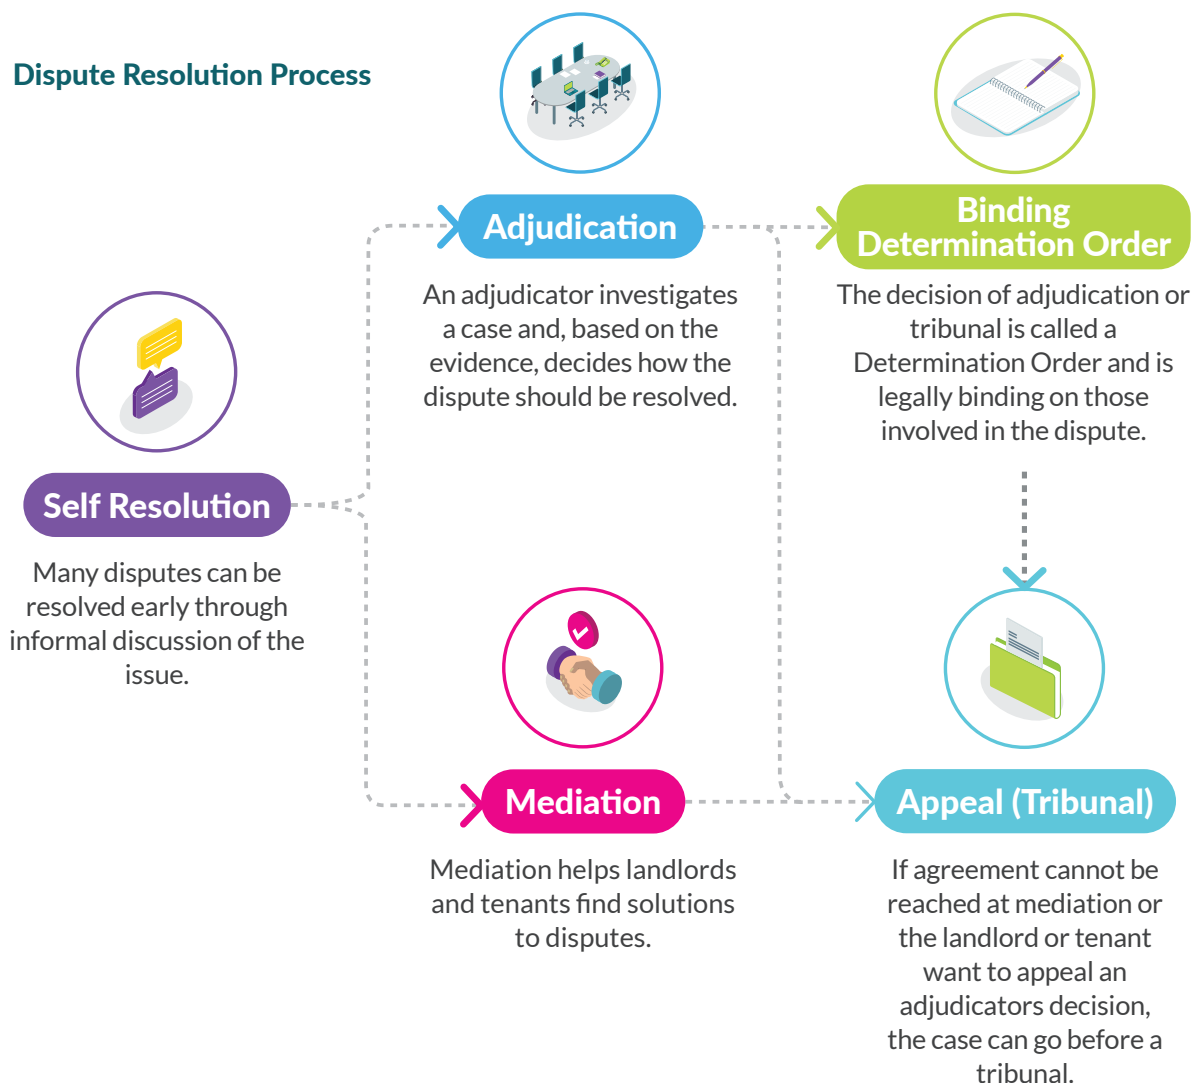 Dispute Resolution Process
Adjudication
An adjudicator investigates
a case and, based on the
evidence, decides how the
dispute should be resolved.
Binding
Determination Order
The decision of adjudication or
tribunal is called a
Determination Order and is
legally binding on those
involved in the dispute.
Self Resolution
Many disputes can be
resolved early through
informal discussion of the
issue.
Mediation
Mediation helps landlords
and tenants find solutions
to disputes.
Appeal (Tribunal)
If agreement cannot be
reached at mediation or
the landlord or tenant
want to appeal an
adjudicators decision,
the case can go before a
tribunal.